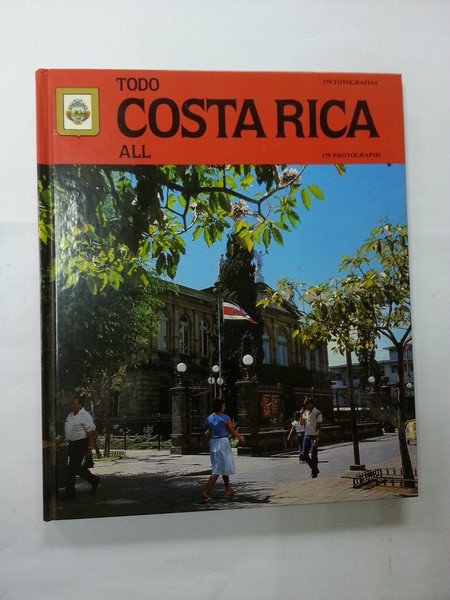 TODO
179 FOTOGRAFIAS
COSTA RICA
ALL
179 PHOTOGRAPHS